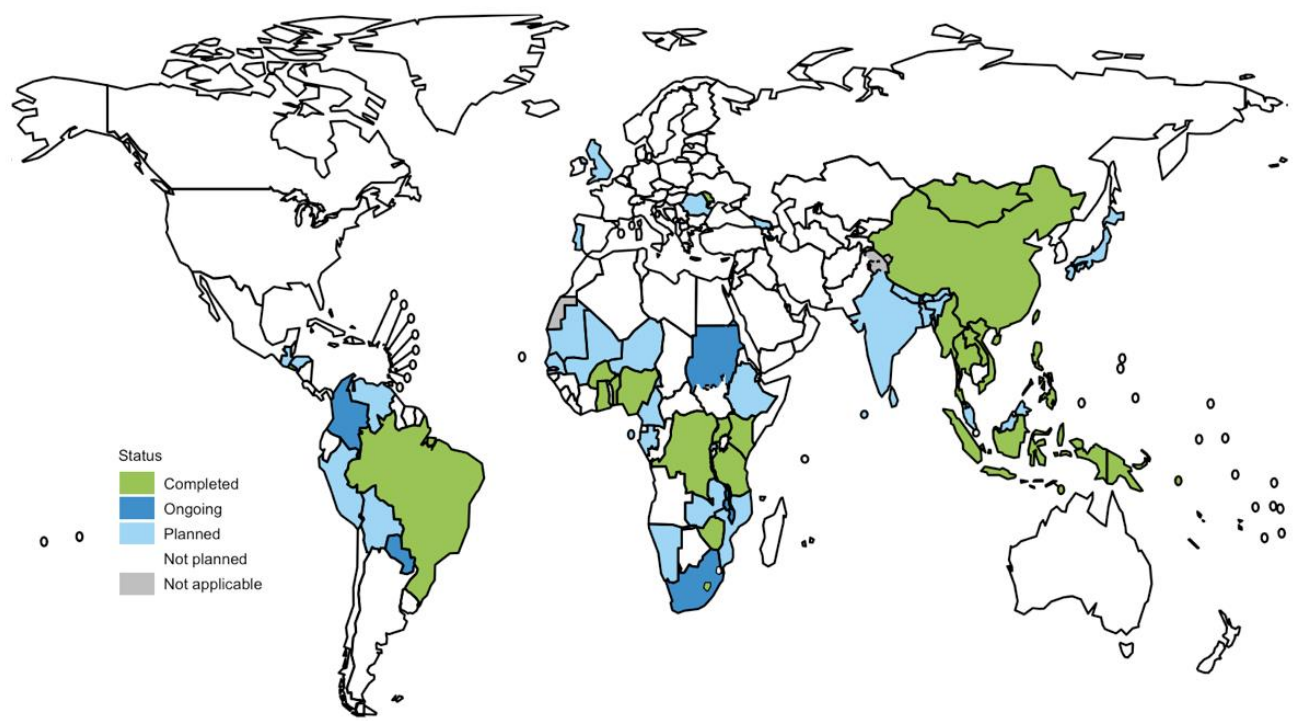 Status
Completed
Ongoing
Planned
Not planned
Not applicable